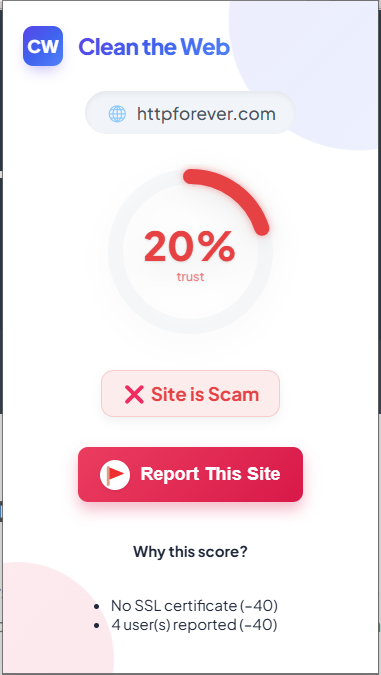 CW Clean the Web
httpforever.com
20%
trust
❌ Site is Scam
Report This Site
Why this score?
• No SSL certificate (−40)
• 4 user(s) reported (−40)